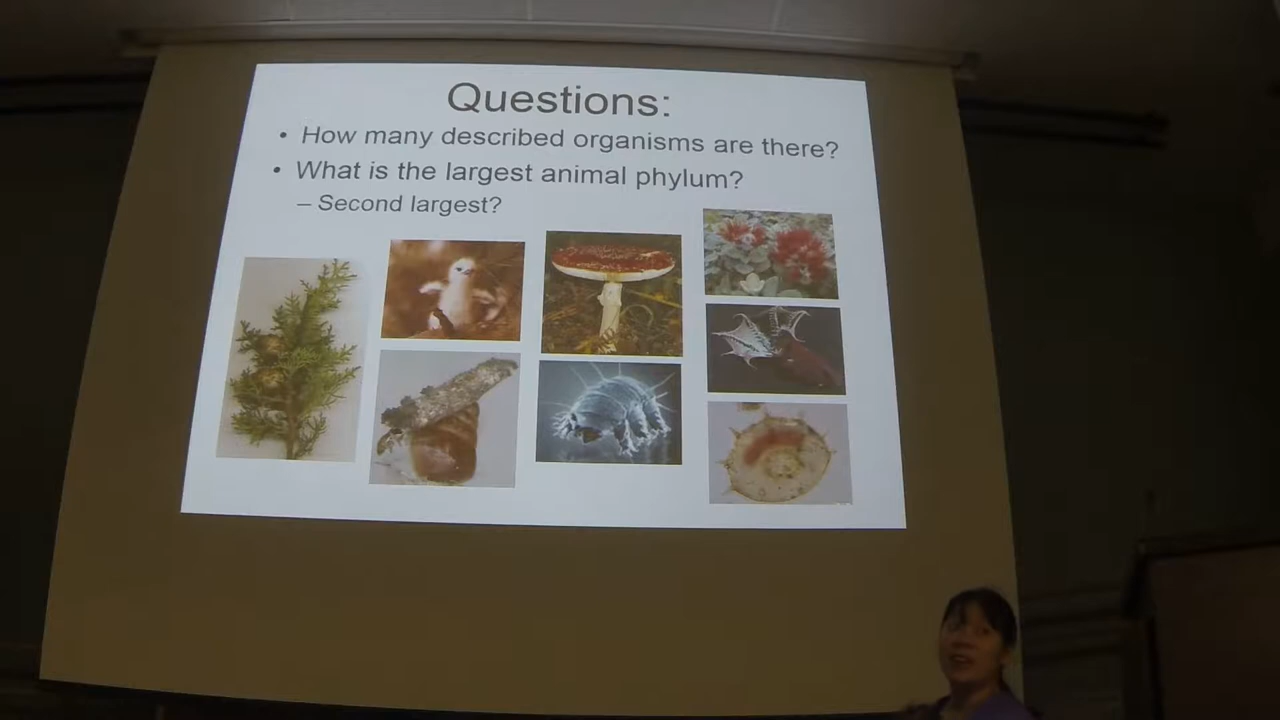 Questions:
• How many described organisms are there?
• What is the largest animal phylum?
– Second largest?